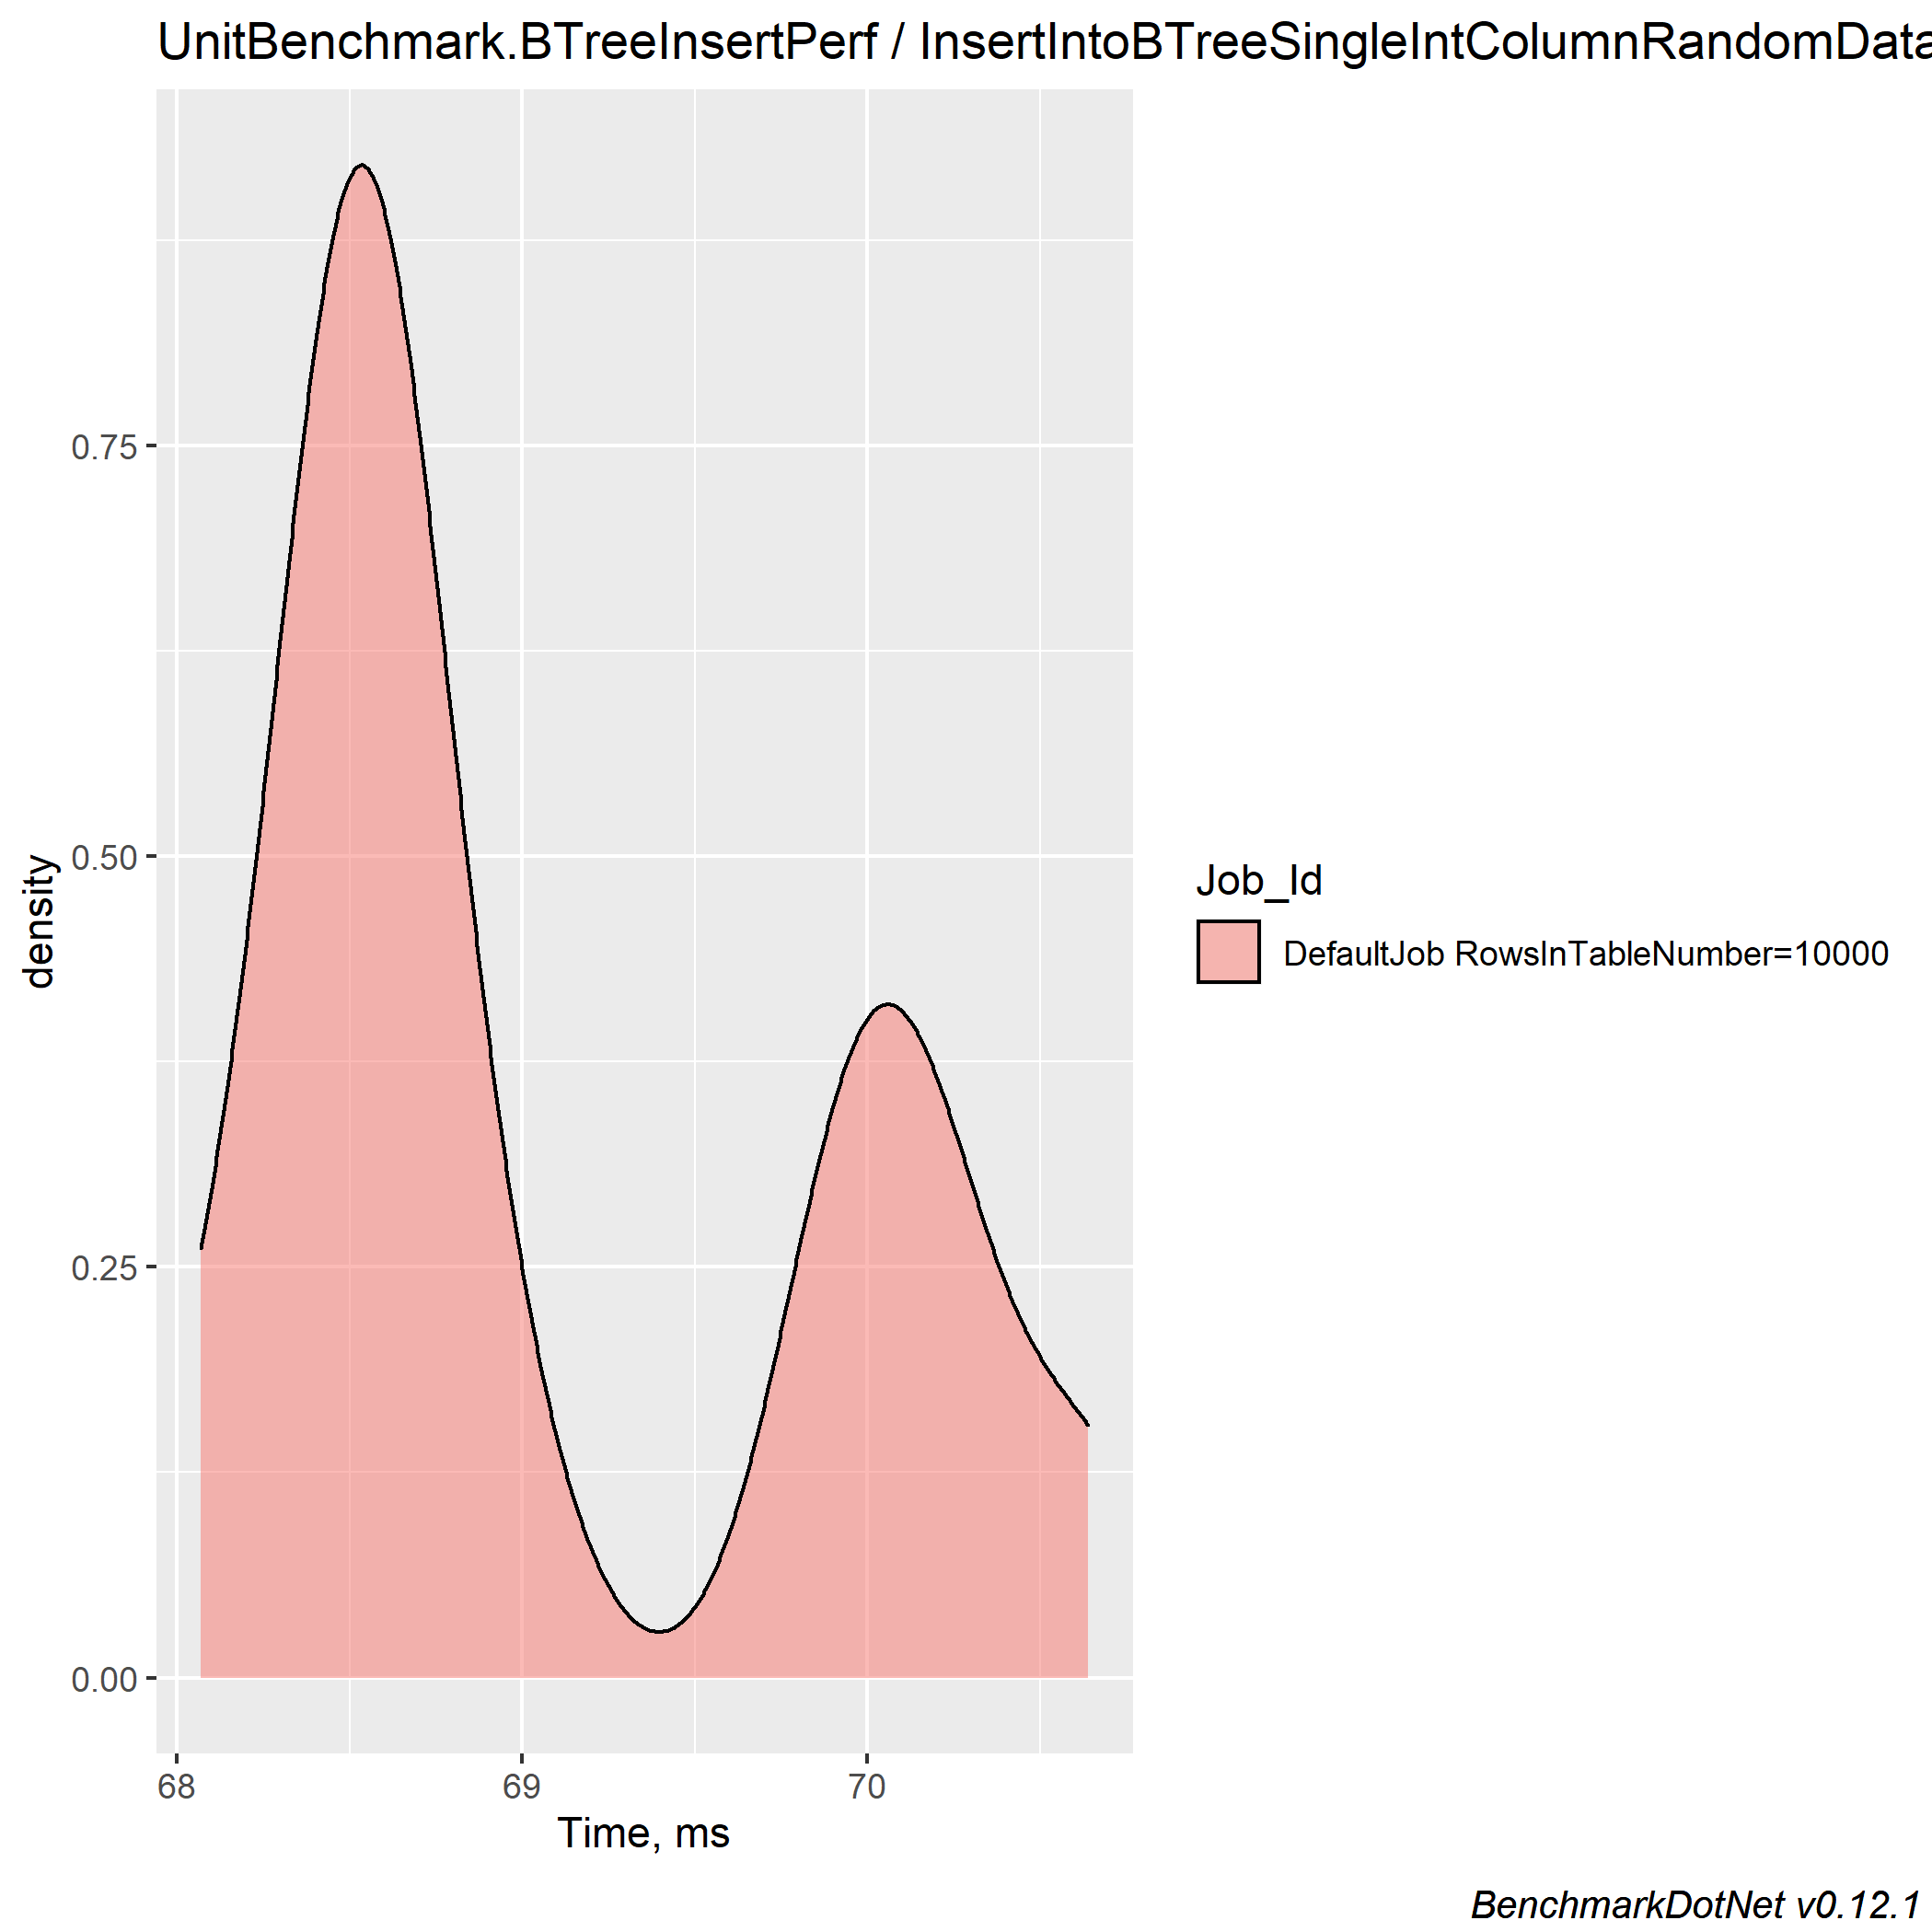 UnitBenchmark.BTreeInsertPerf / InsertIntoBTreeSingleIntColumnRandomData
density
0.75
0.50
0.25
0.00
68 69 70
Time, ms
Job_Id
DefaultJob RowsInTableNumber=10000
BenchmarkDotNet v0.12.1